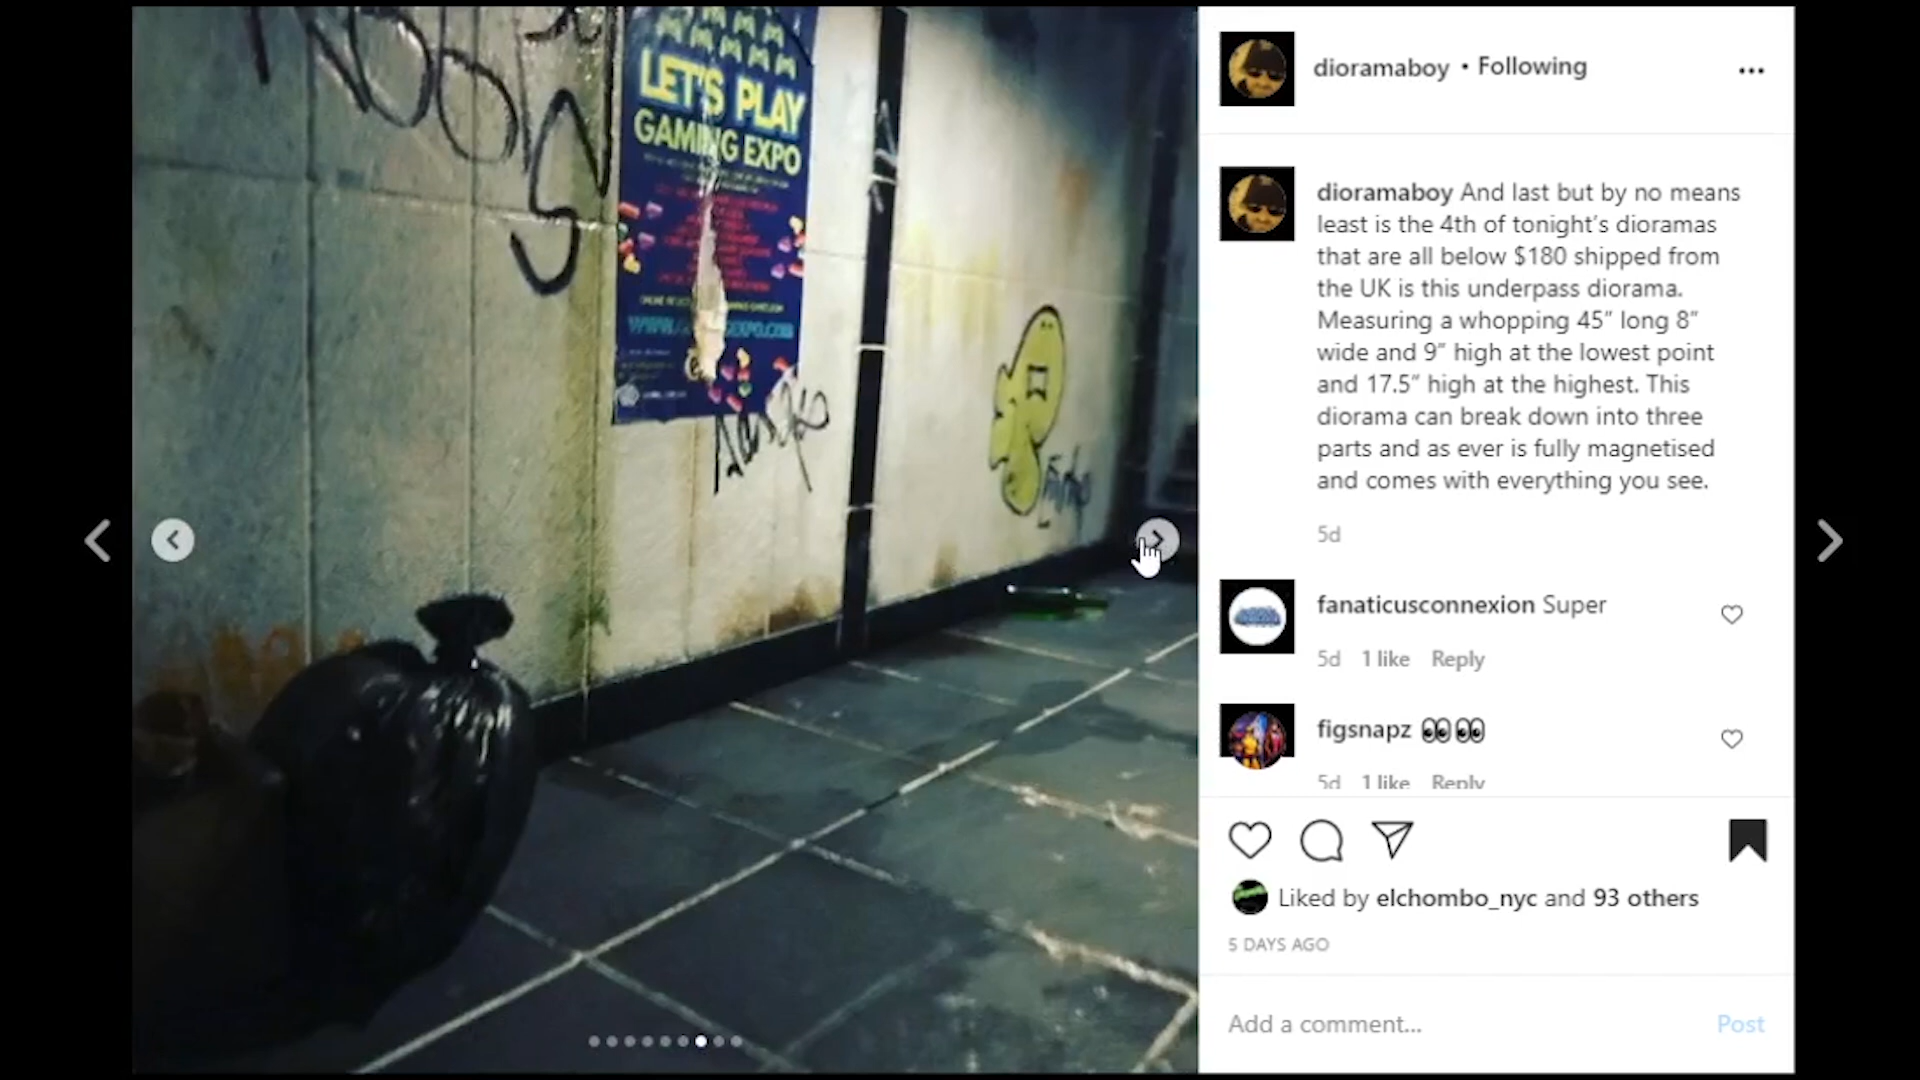 LET'S PLAY
GAMING EXPO
dioramaboy • Following
dioramaboy And last but by no means
least is the 4th of tonight's dioramas
that are all below $180 shipped from
the UK is this underpass diorama.
Measuring a whopping 45" long 8"
wide and 9" high at the lowest point
and 17.5" high at the highest. This
diorama can break down into three
parts and as ever is fully magnetised
and comes with everything you see.
5d
fanaticusconnexion Super
5d 1 like Reply
figsnapz 👀👀
5d 1 like Reply
Liked by elchombo_nyc and 93 others
5 DAYS AGO
Add a comment... Post